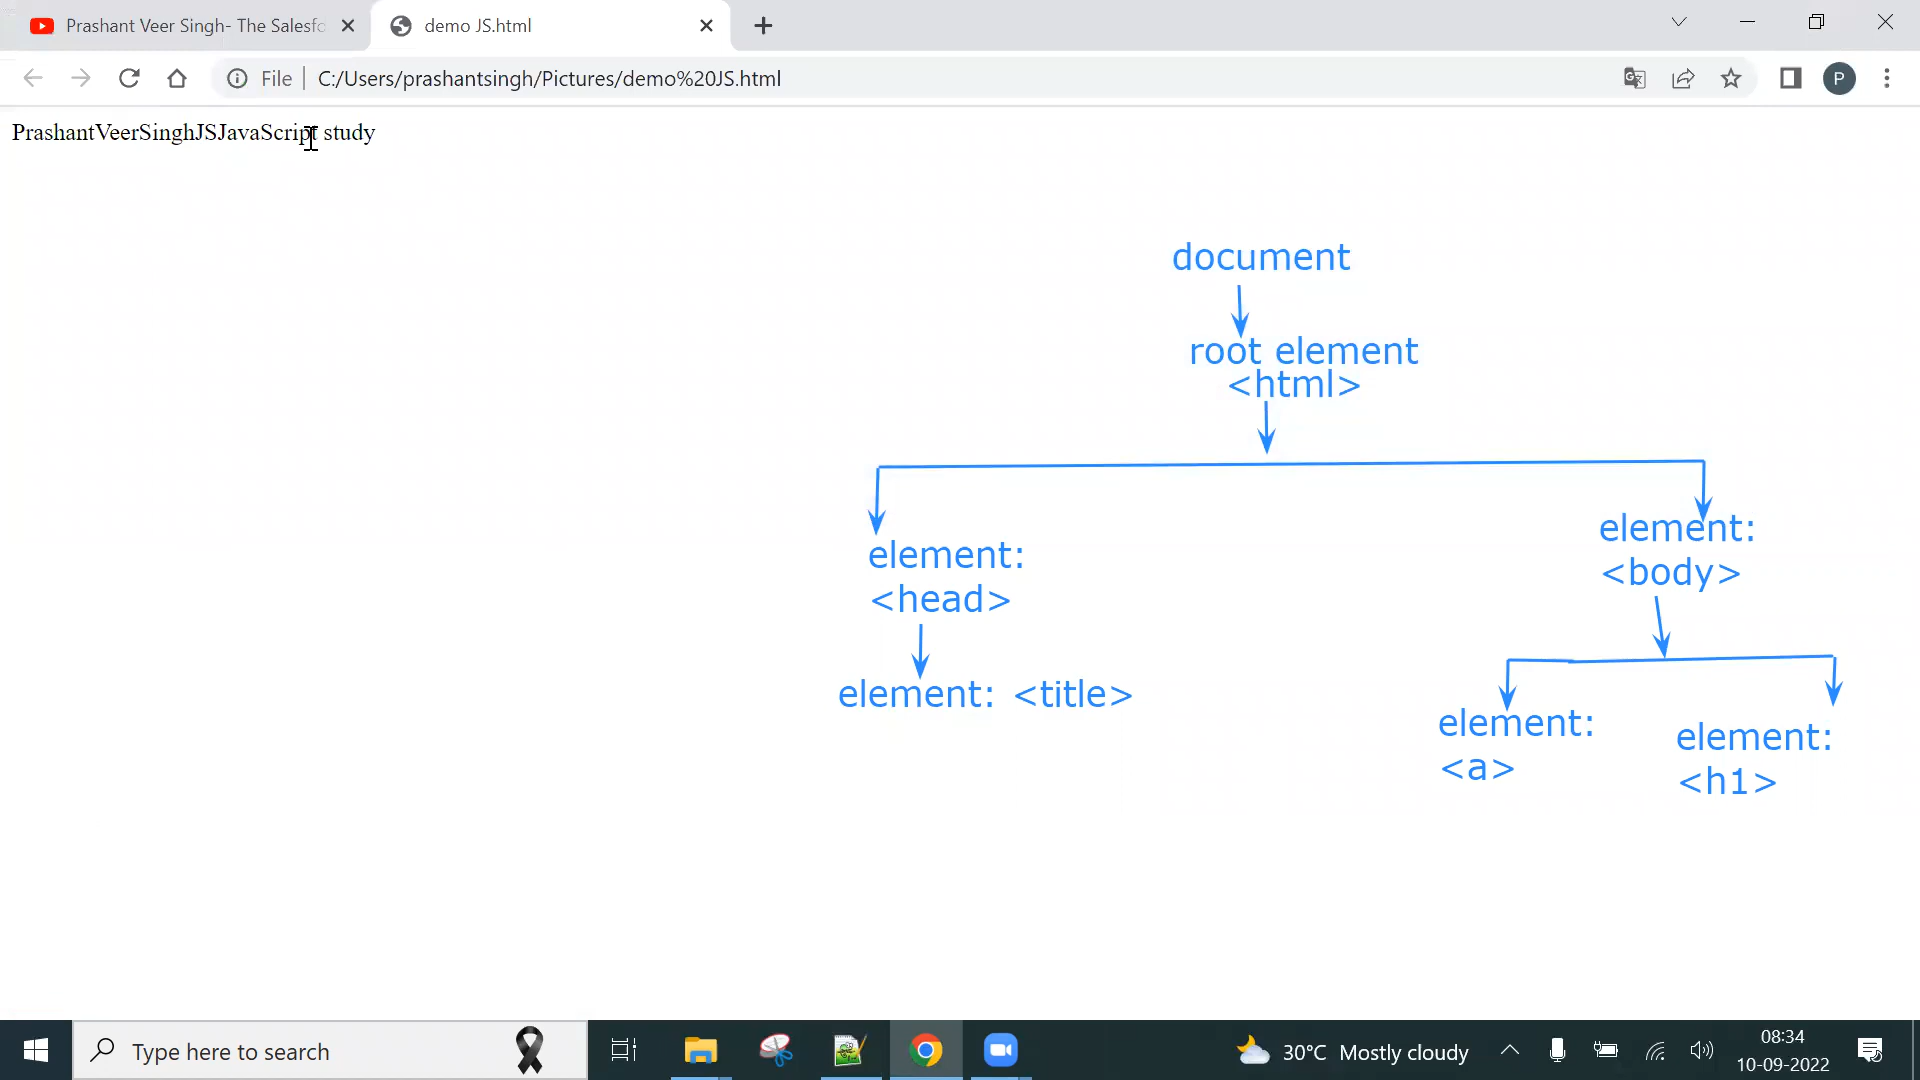 Prashant Veer Singh- The Salesfo
demo JS.html
File
C:/Users/prashantsingh/Pictures/demo%20JS.html
P
PrashantVeerSinghJSJavaScript study
document
root element
<html>
element:
<head>
element: <title>
element:
<body>
element:
<a>
element:
<h1>
Type here to search
30°C Mostly cloudy
08:34
10-09-2022